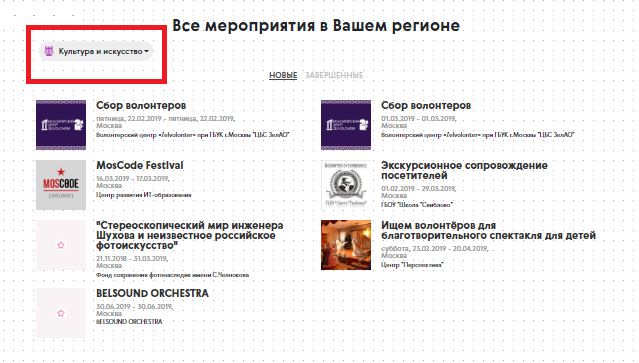 Все мероприятия в Вашем регионе
Культура и искусство
НОВЫЕ ЗАВЕРШЕННЫЕ
Сбор волонтеров
пятница, 22.02.2019 - пятница, 22.02.2019,
Москва
Волонтерский центр «/elvolonter» при ГБУК г.Москвы "ЦБС ЗелАО"
Сбор волонтеров
01.03.2019 - 01.03.2019,
Москва
Волонтерский центр «/elvolonter» при ГБУК г.Москвы "ЦБС ЗелАО"
MosCode Festival
16.03.2019 - 17.03.2019,
Москва
Центр развития ИТ-образования
MOSCODE
Экскурсионное сопровождение
посетителей
01.02.2019 - 29.03.2019,
Москва
ГБОУ "Школа "Свиблово"
"Стереоскопический мир инженера
Шухова и неизвестное российское
фотоискусство"
21.11.2018 - 31.03.2019,
Москва
Фонд сохранения фотонаследия имени С.Челнокова
Ищем волонтёров для
благотворительного спектакля для детей
суббота, 23.02.2019 - 20.04.2019,
Москва
Центр "Перспектива"
BELSOUND ORCHESTRA
30.06.2019 - 30.06.2019,
Москва
BELSOUND ORCHESTRA